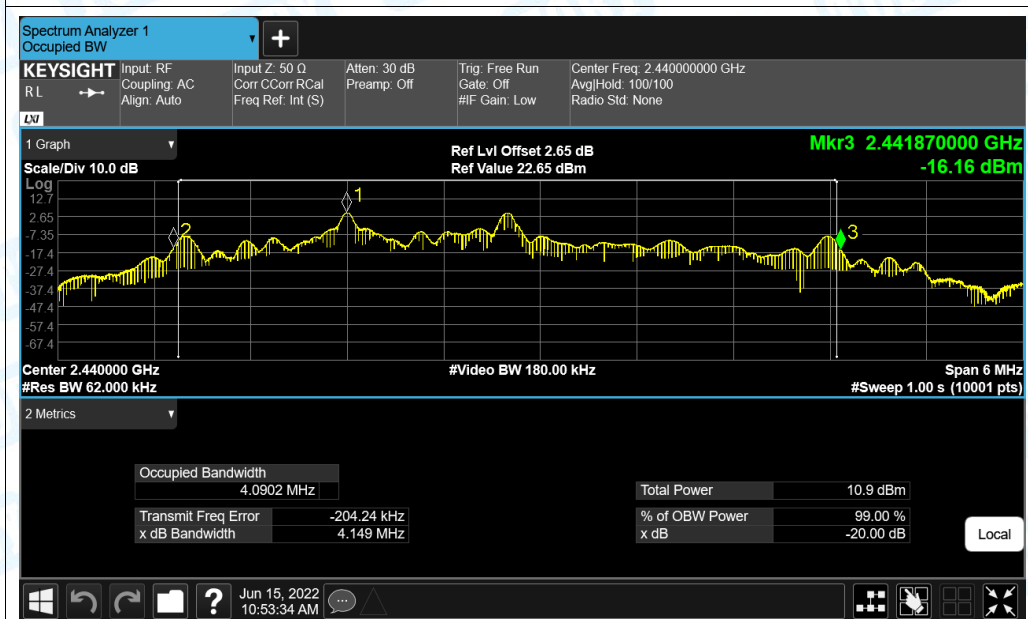 Spectrum Analyzer 1
Occupied BW
KEYSIGHT
R L
LXI
Input: RF
Coupling: AC
Align: Auto
Input Z: 50 Ω
Corr CCorr RCal
Freq Ref: Int (S)
Atten: 30 dB
Preamp: Off
Trig: Free Run
Gate: Off
#IF Gain: Low
Center Freq: 2.440000000 GHz
Avg|Hold: 100/100
Radio Std: None
1 Graph
Scale/Div 10.0 dB
Ref Lvl Offset 2.65 dB
Ref Value 22.65 dBm
Mkr3 2.441870000 GHz
-16.16 dBm
Log
12.7
2.65
-7.35
-17.4
-27.4
-37.4
-47.4
-57.4
-67.4
1
2
3
Center 2.440000 GHz
#Video BW 180.00 kHz
Span 6 MHz
#Res BW 62.000 kHz
#Sweep 1.00 s (10001 pts)
2 Metrics
Occupied Bandwidth
4.0902 MHz
Transmit Freq Error -204.24 kHz
x dB Bandwidth 4.149 MHz
Total Power 10.9 dBm
% of OBW Power 99.00 %
x dB -20.00 dB
Local
Jun 15, 2022
10:53:34 AM